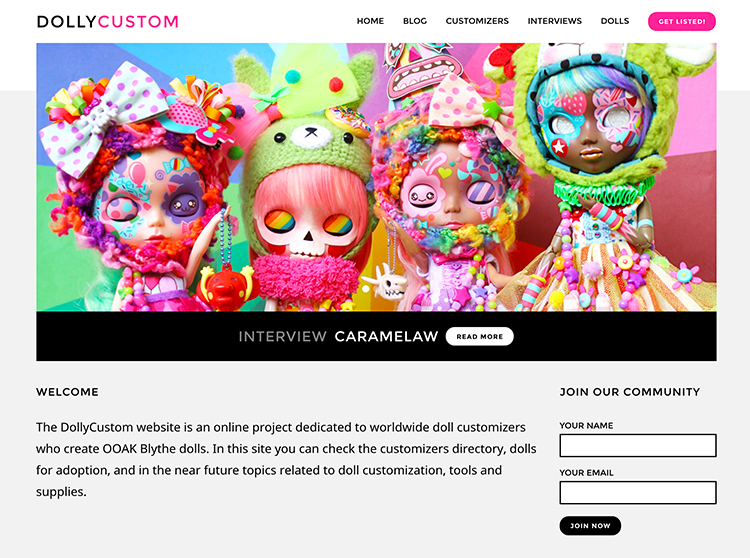 DOLLYCUSTOM
HOME BLOG CUSTOMIZERS INTERVIEWS DOLLS GET LISTED!
INTERVIEW CARAMELAW READ MORE
WELCOME
The DollyCustom website is an online project dedicated to worldwide doll customizers
who create OOAK Blythe dolls. In this site you can check the customizers directory, dolls
for adoption, and in the near future topics related to doll customization, tools and
supplies.
JOIN OUR COMMUNITY
YOUR NAME
YOUR EMAIL
JOIN NOW